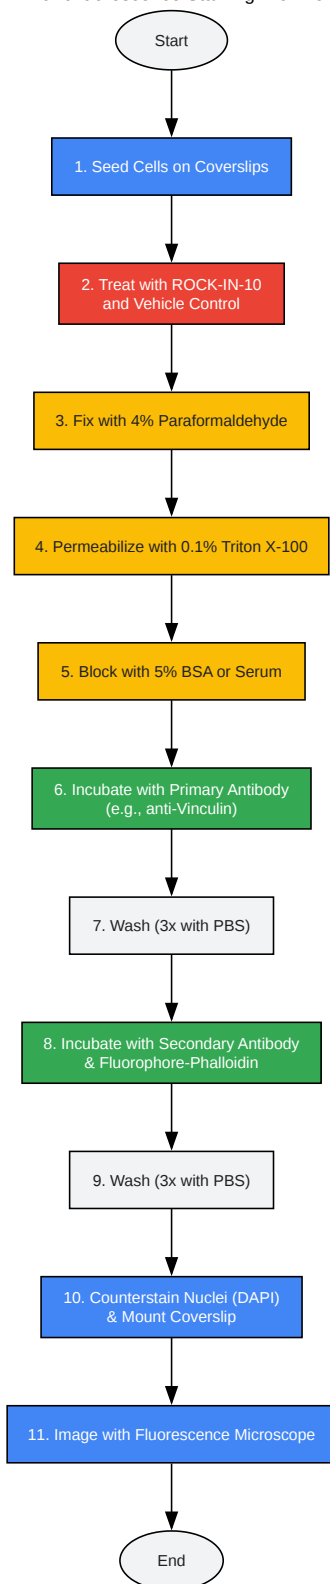 Start
1. Seed Cells on Coverslips
2. Treat with ROCK-IN-10
and Vehicle Control
3. Fix with 4% Paraformaldehyde
4. Permeabilize with 0.1% Triton X-100
5. Block with 5% BSA or Serum
6. Incubate with Primary Antibody
(e.g., anti-Vinculin)
7. Wash (3x with PBS)
8. Incubate with Secondary Antibody
& Fluorophore-Phalloidin
9. Wash (3x with PBS)
10. Counterstain Nuclei (DAPI)
& Mount Coverslip
11. Image with Fluorescence Microscope
End